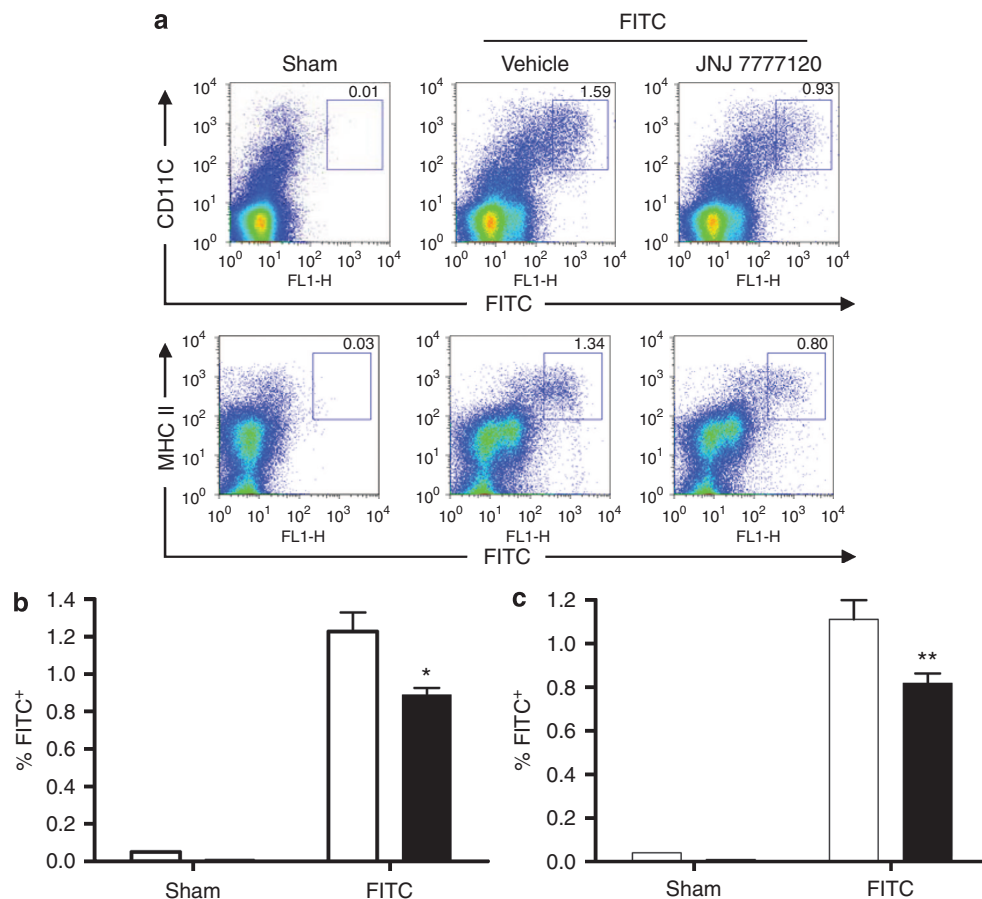 a
FITC
Sham Vehicle JNJ 7777120
0.01 1.59 0.93
CD11C
10⁴ 10³ 10² 10¹ 10⁰
10⁰ 10¹ 10² 10³ 10⁴
FL1-H
10⁴ 10³ 10² 10¹ 10⁰
10⁰ 10¹ 10² 10³ 10⁴
FL1-H
10⁴ 10³ 10² 10¹ 10⁰
10⁰ 10¹ 10² 10³ 10⁴
FL1-H
FITC
0.03 1.34 0.80
MHC II
10⁴ 10³ 10² 10¹ 10⁰
10⁰ 10¹ 10² 10³ 10⁴
FL1-H
10⁴ 10³ 10² 10¹ 10⁰
10⁰ 10¹ 10² 10³ 10⁴
FL1-H
10⁴ 10³ 10² 10¹ 10⁰
10⁰ 10¹ 10² 10³ 10⁴
FL1-H
FITC
b
% FITC⁺
1.4
1.2
1.0
0.8
0.6
0.4
0.2
0.0
*
Sham FITC
c
% FITC⁺
1.2
1.0
0.8
0.6
0.4
0.2
0.0
**
Sham FITC